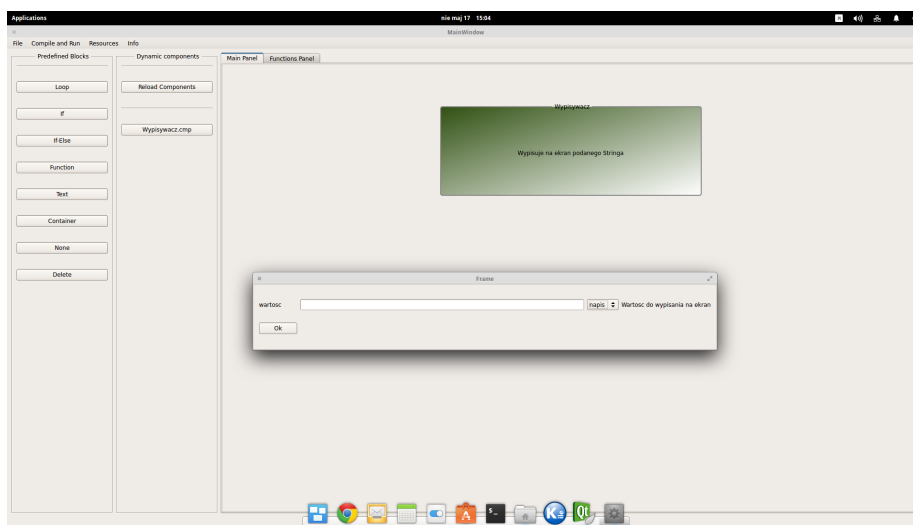 Applications
nie maj 17 15:04
MainWindow
File Compile and Run Resources Info
Predefined Blocks
Dynamic components
Main Panel
Functions Panel
Loop
Reload Components
If
Wypisywacz
Wypisywacz.cmp
If-Else
Wypisuje na ekran podanego Stringa
Function
Text
Container
None
Delete
Frame
wartosc
napis
Wartosc do wypisania na ekran
Ok